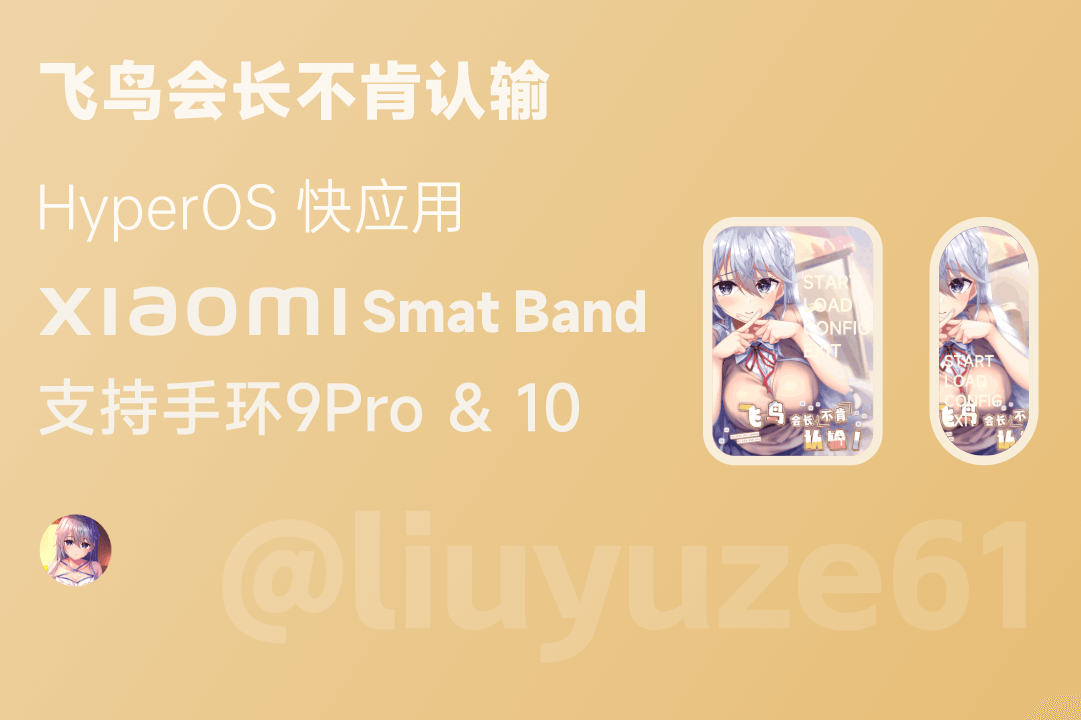 飞鸟会长不肯认输
HyperOS 快应用
xıaomı Smat Band
支持手环9Pro & 10
START
LOAD
CONFIG
EXIT
飞鸟会长不肯
认输!
START
LOAD
CONFIG
EXIT
飞鸟会长不
认
@liuyuze61